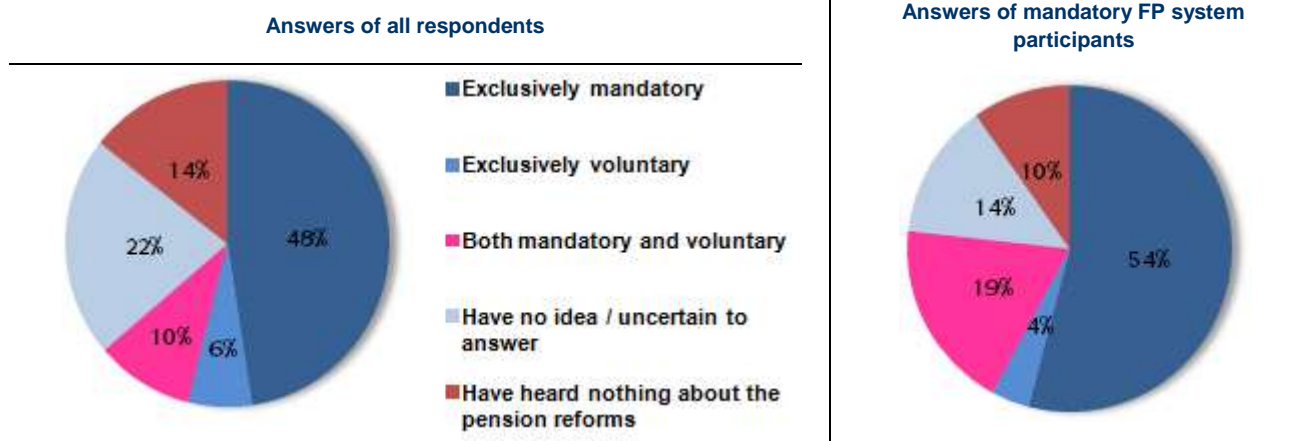 Answers of all respondents
14%
48%
22%
10%
6%
Exclusively mandatory
Exclusively voluntary
Both mandatory and voluntary
Have no idea / uncertain to
answer
Have heard nothing about the
pension reforms
Answers of mandatory FP system
participants
10%
14%
54%
19%
4%